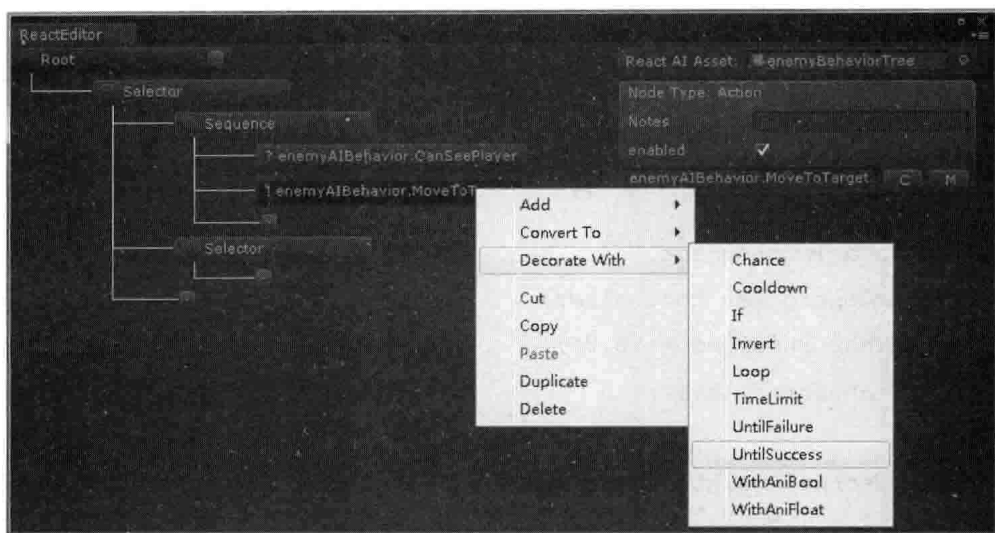 ReactEditor
Root
React AI Asset: enemyBehaviorTree
Selector
Node Type: Action
Sequence
Notes
? enemyAIBehavior.CanSeePlayer
enabled
! enemyAIBehavior.MoveToT
enemyAIBehavior.MoveToTarget C M
Selector
Add
Convert To
Decorate With
Cut
Copy
Paste
Duplicate
Delete
Chance
Cooldown
If
Invert
Loop
TimeLimit
UntilFailure
UntilSuccess
WithAniBool
WithAniFloat